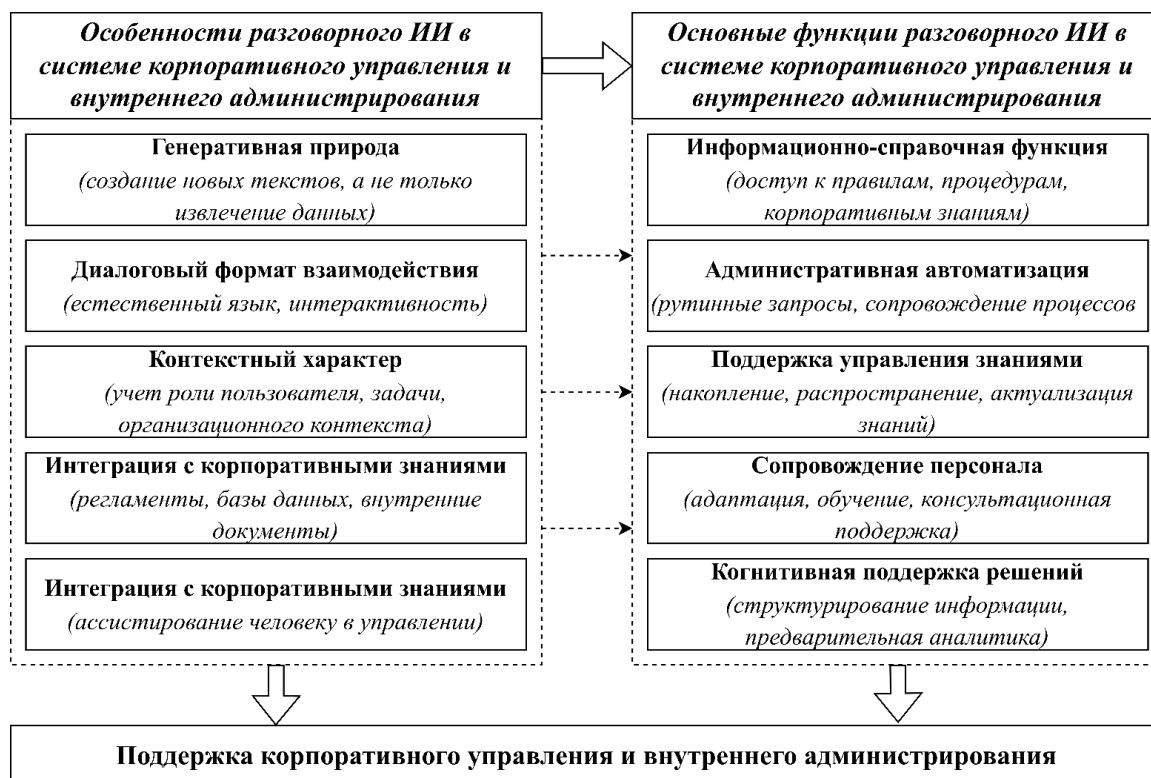 Особенности разговорного ИИ в
системе корпоративного управления и
внутреннего администрирования
Генеративная природа
(создание новых текстов, а не только
извлечение данных)
Диалоговый формат взаимодействия
(естественный язык, интерактивность)
Контекстный характер
(учет роли пользователя, задачи,
организационного контекста)
Интеграция с корпоративными знаниями
(регламенты, базы данных, внутренние
документы)
Интеграция с корпоративными знаниями
(ассистирование человеку в управлении)
Основные функции разговорного ИИ в
системе корпоративного управления и
внутреннего администрирования
Информационно-справочная функция
(доступ к правилам, процедурам,
корпоративным знаниям)
Административная автоматизация
(рутинные запросы, сопровождение процессов
Поддержка управления знаниями
(накопление, распространение, актуализация
знаний)
Сопровождение персонала
(адаптация, обучение, консультационная
поддержка)
Когнитивная поддержка решений
(структурирование информации,
предварительная аналитика)
Поддержка корпоративного управления и внутреннего администрирования